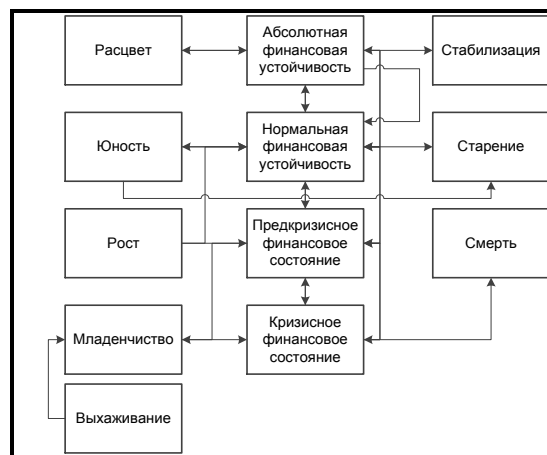 Расцвет
Абсолютная
финансовая
устойчивость
Стабилизация
Юность
Нормальная
финансовая
устойчивость
Старение
Рост
Предкризисное
финансовое
состояние
Смерть
Младенчиство
Кризисное
финансовое
состояние
Выхаживание